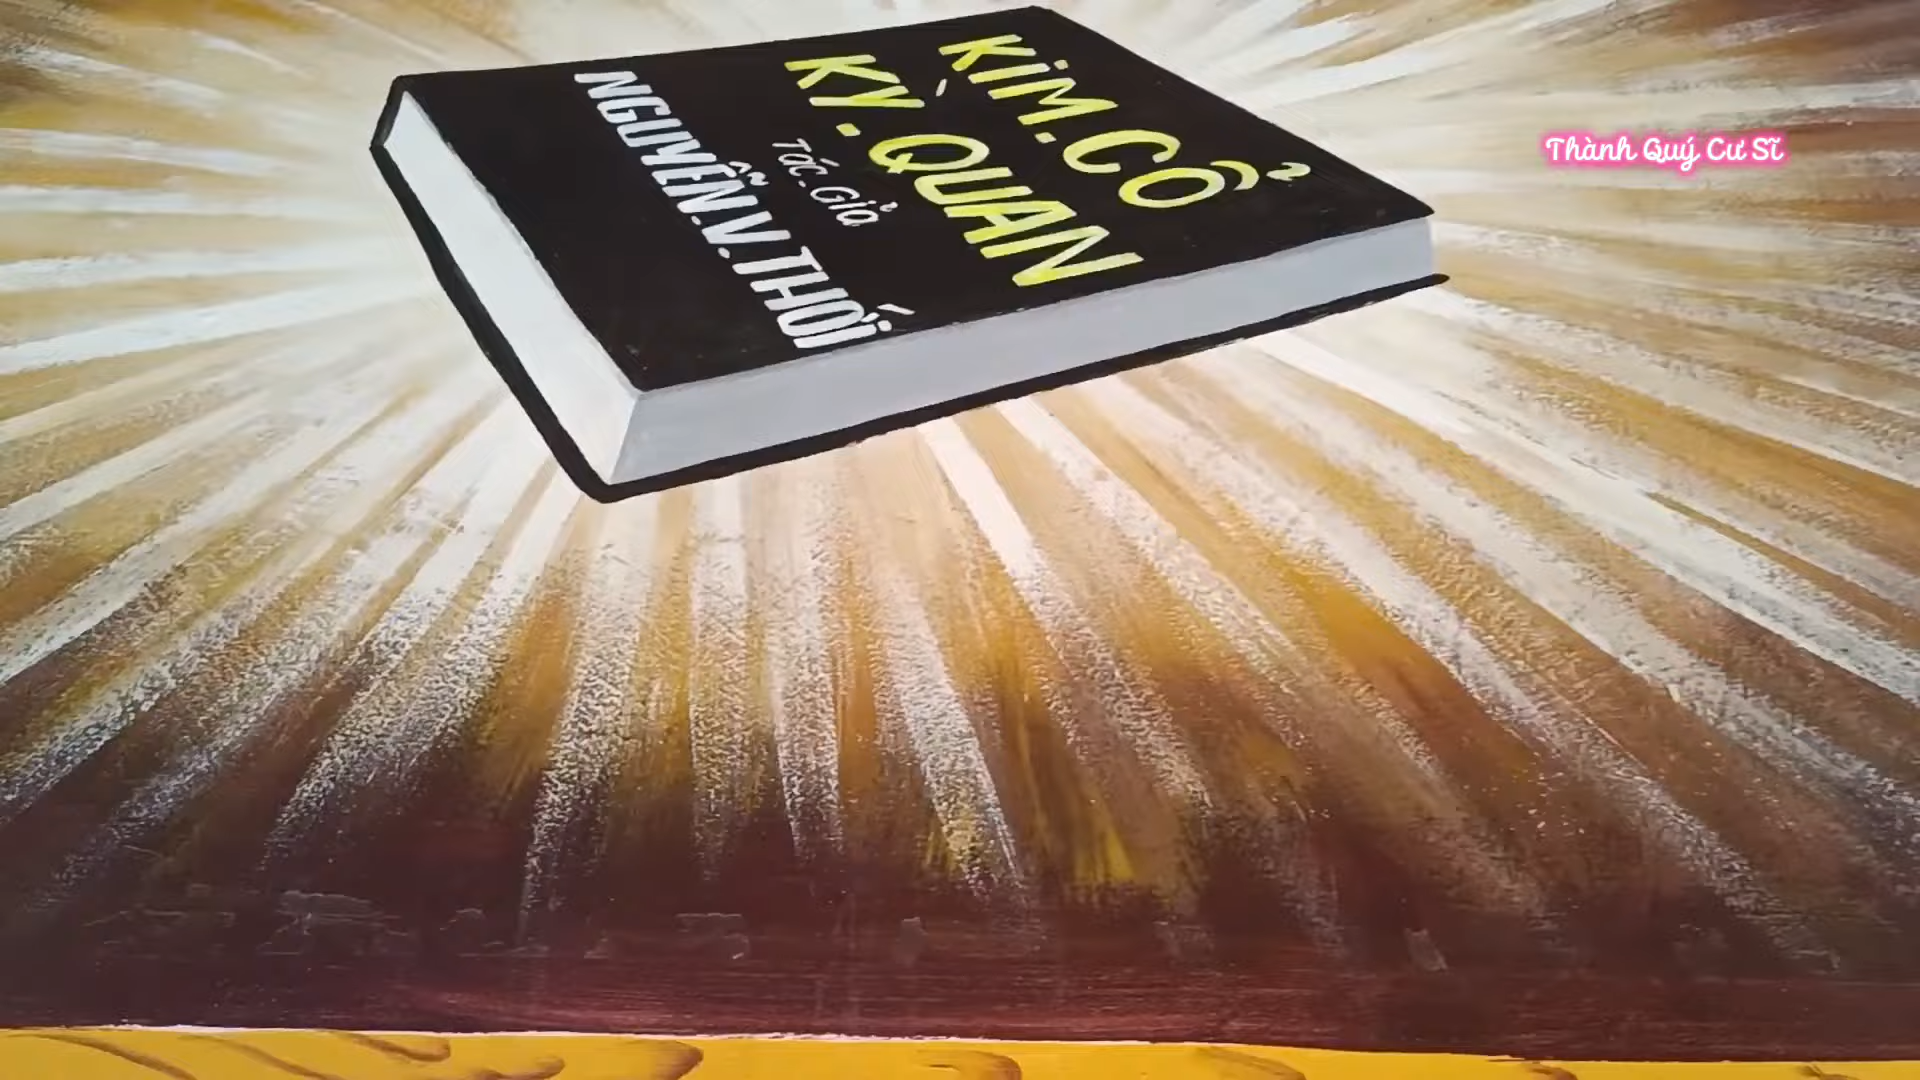 KIM.CỔ
KỲ.QUAN
Tác.Giả
NGUYỄN.V.THỚI
Thành Quý Cư Sĩ